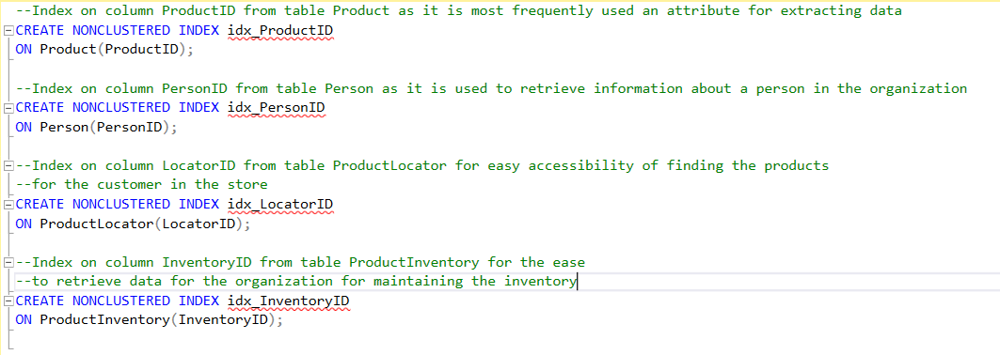 --Index on column ProductID from table Product as it is most frequently used an attribute for extracting data
CREATE NONCLUSTERED INDEX idx_ProductID
ON Product(ProductID);
--Index on column PersonID from table Person as it is used to retrieve information about a person in the organization
CREATE NONCLUSTERED INDEX idx_PersonID
ON Person(PersonID);
--Index on column LocatorID from table ProductLocator for easy accessibility of finding the products
--for the customer in the store
CREATE NONCLUSTERED INDEX idx_LocatorID
ON ProductLocator(LocatorID);
--Index on column InventoryID from table ProductInventory for the ease
--to retrieve data for the organization for maintaining the inventory
CREATE NONCLUSTERED INDEX idx_InventoryID
ON ProductInventory(InventoryID);